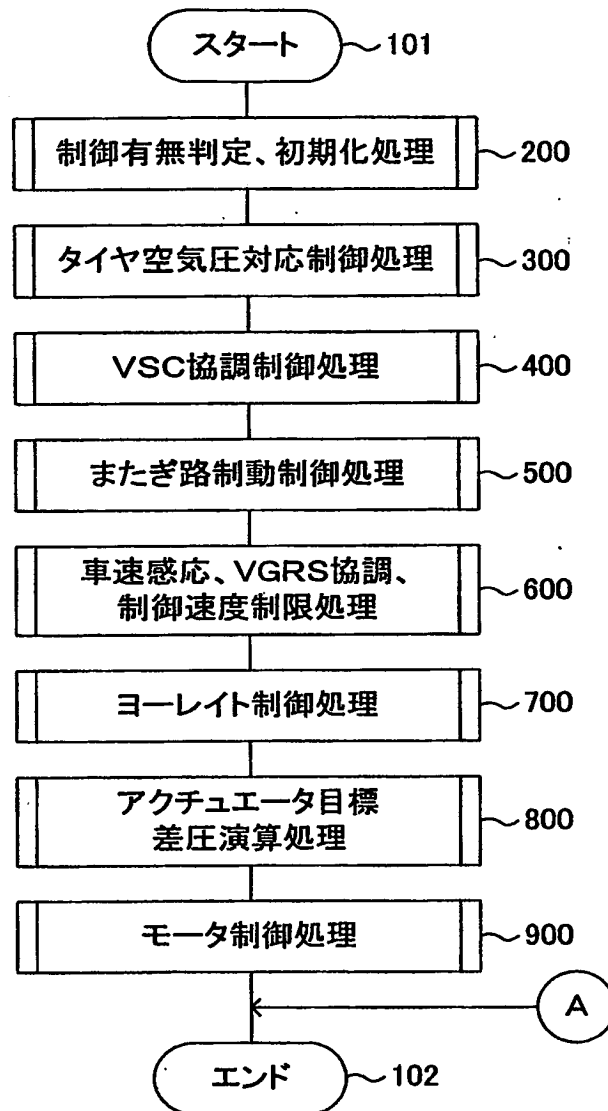 スタート 101
制御有無判定、初期化処理 200
タイヤ空気圧対応制御処理 300
VSC協調制御処理 400
またぎ路制動制御処理 500
車速感応、VGRS協調、
制御速度制限処理 600
ヨーレイト制御処理 700
アクチュエータ目標
差圧演算処理 800
モータ制御処理 900
A
エンド 102